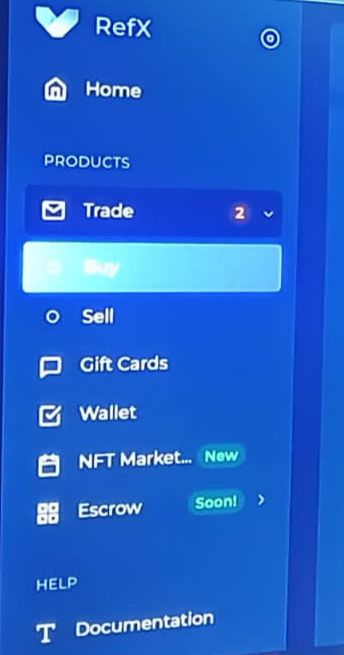 RefX
Home
PRODUCTS
Trade 2
Buy
Sell
Gift Cards
Wallet
NFT Market... New
Escrow Soon!
HELP
Documentation